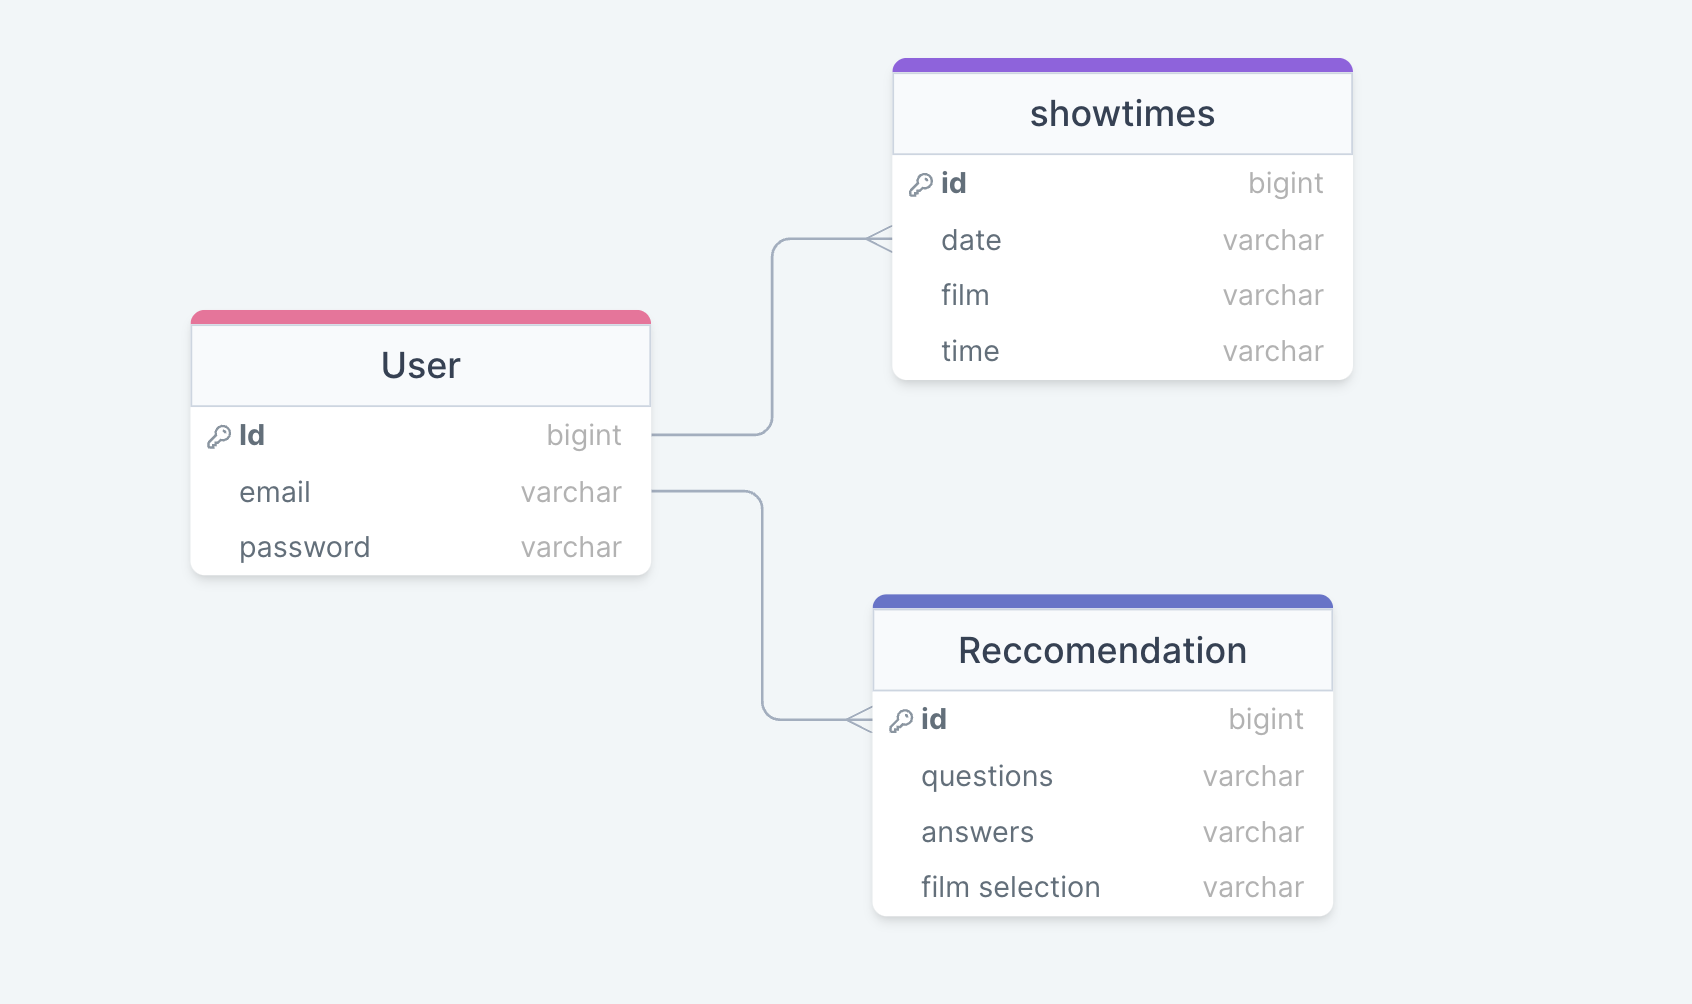 User
Id bigint
email varchar
password varchar
showtimes
id bigint
date varchar
film varchar
time varchar
Reccomendation
id bigint
questions varchar
answers varchar
film selection varchar